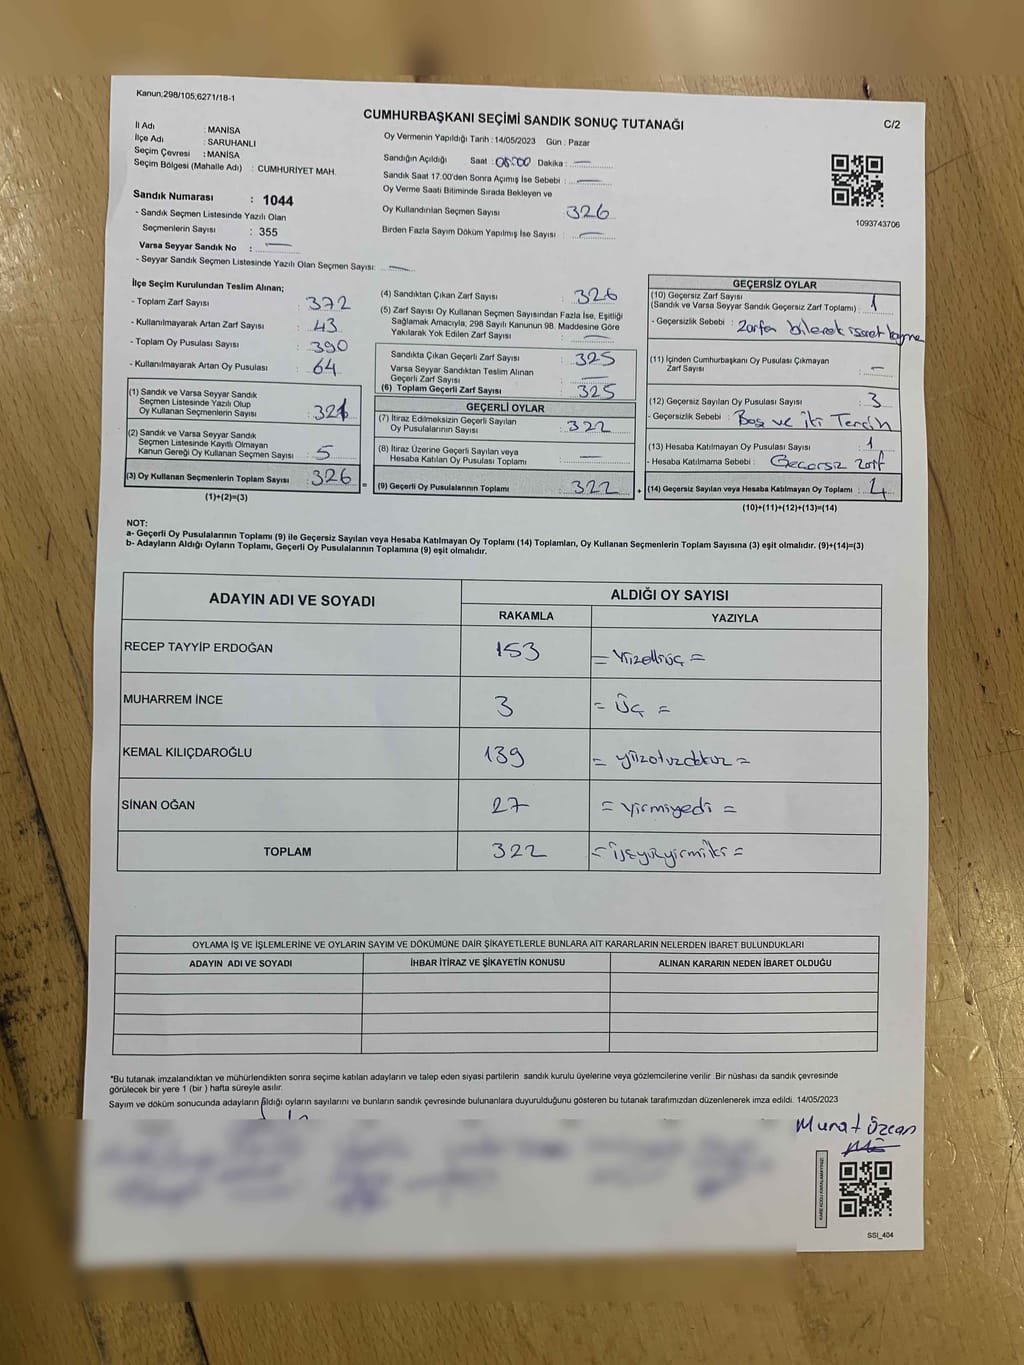 Kanun;298/105,6271/18-1
CUMHURBAŞKANI SEÇİMİ SANDIK SONUÇ TUTANAĞI
C/2
İl Adı : MANİSA
İlçe Adı : SARUHANLI
Seçim Çevresi : MANİSA
Seçim Bölgesi (Mahalle Adı) : CUMHURİYET MAH.
Sandık Numarası : 1044
- Sandık Seçmen Listesinde Yazılı Olan
Seçmenlerin Sayısı : 355
Varsa Seyyar Sandık No : —
- Seyyar Sandık Seçmen Listesinde Yazılı Olan Seçmen Sayısı: —
Oy Vermenin Yapıldığı Tarih : 14/05/2023 Gün : Pazar
Sandığın Açıldığı Saat : 08:00 Dakika : —
Sandık Saat 17.00'den Sonra Açımış İse Sebebi : —
Oy Verme Saati Bitiminde Sırada Bekleyen ve
Oy Kullandırılan Seçmen Sayısı 326
Birden Fazla Sayım Döküm Yapılmış İse Sayısı : —
1093743706
İlçe Seçim Kurulundan Teslim Alınan;
- Toplam Zarf Sayısı : 372
- Kullanılmayarak Artan Zarf Sayısı : 43
- Toplam Oy Pusulası Sayısı : 390
- Kullanılmayarak Artan Oy Pusulası : 64
(1) Sandık ve Varsa Seyyar Sandık
Seçmen Listesinde Yazılı Olup
Oy Kullanan Seçmenlerin Sayısı : 321
(2) Sandık ve Varsa Seyyar Sandık
Seçmen Listesinde Kayıtlı Olmayan
Kanun Gereği Oy Kullanan Seçmen Sayısı : 5
(3) Oy Kullanan Seçmenlerin Toplam Sayısı : 326 =
(1)+(2)=(3)
(4) Sandıktan Çıkan Zarf Sayısı : 326
(5) Zarf Sayısı Oy Kullanan Seçmen Sayısından Fazla İse, Eşitliği
Sağlamak Amacıyla, 298 Sayılı Kanunun 98. Maddesine Göre
Yakılarak Yok Edilen Zarf Sayısı : —
Sandıkta Çıkan Geçerli Zarf Sayısı : 325
Varsa Seyyar Sandıktan Teslim Alınan
Geçerli Zarf Sayısı : —
(6) Toplam Geçerli Zarf Sayısı : 325
GEÇERLİ OYLAR
(7) İtiraz Edilmeksizin Geçerli Sayılan
Oy Pusulalarının Sayısı : 322
(8) İtiraz Üzerine Geçerli Sayılan veya
Hesaba Katılan Oy Pusulası Toplamı : —
(9) Geçerli Oy Pusulalarının Toplamı : 322 +
GEÇERSİZ OYLAR
(10) Geçersiz Zarf Sayısı
(Sandık ve Varsa Seyyar Sandık Geçersiz Zarf Toplamı) : 1
- Geçersizlik Sebebi : Zarfa bilerek işaret koyma
(11) İçinden Cumhurbaşkanı Oy Pusulası Çıkmayan
Zarf Sayısı : —
(12) Geçersiz Sayılan Oy Pusulası Sayısı : 3
- Geçersizlik Sebebi : Boş ve İki Tercih
(13) Hesaba Katılmayan Oy Pusulası Sayısı : 1
- Hesaba Katılmama Sebebi : Geçersiz zarf
(14) Geçersiz Sayılan veya Hesaba Katılmayan Oy Toplamı : 4
(10)+(11)+(12)+(13)=(14)
NOT:
a- Geçerli Oy Pusulalarının Toplamı (9) ile Geçersiz Sayılan veya Hesaba Katılmayan Oy Toplamı (14) Toplamları, Oy Kullanan Seçmenlerin Toplam Sayısına (3) eşit olmalıdır. (9)+(14)=(3)
b- Adayların Aldığı Oyların Toplamı, Geçerli Oy Pusulalarının Toplamına (9) eşit olmalıdır.
ADAYIN ADI VE SOYADI ALDIĞI OY SAYISI
RAKAMLA YAZIYLA
RECEP TAYYİP ERDOĞAN 153 = Yüzelliüç =
MUHARREM İNCE 3 = Üç =
KEMAL KILIÇDAROĞLU 139 = yüzotuzdokuz =
SİNAN OĞAN 27 = Yirmiyedi =
TOPLAM 322 = üçyüzyirmiiki =
OYLAMA İŞ VE İŞLEMLERİNE VE OYLARIN SAYIM VE DÖKÜMÜNE DAİR ŞİKAYETLERLE BUNLARA AİT KARARLARIN NELERDEN İBARET BULUNDUKLARI
ADAYIN ADI VE SOYADI İHBAR İTİRAZ VE ŞİKAYETİN KONUSU ALINAN KARARIN NEDEN İBARET OLDUĞU
"Bu tutanak imzalandıktan ve mühürlendikten sonra seçime katılan adayların ve talep eden siyasi partilerin sandık kurulu üyelerine veya gözlemcilerine verilir .Bir nüshası da sandık çevresinde
görülecek bir yere 1 (bir ) hafta süreyle asılır.
Sayım ve döküm sonucunda adayların aldığı oyların sayılarını ve bunların sandık çevresinde bulunanlara duyurulduğunu gösteren bu tutanak tarafımızdan düzenlenerek imza edildi. 14/05/2023
Murat Özcan
SSI_404